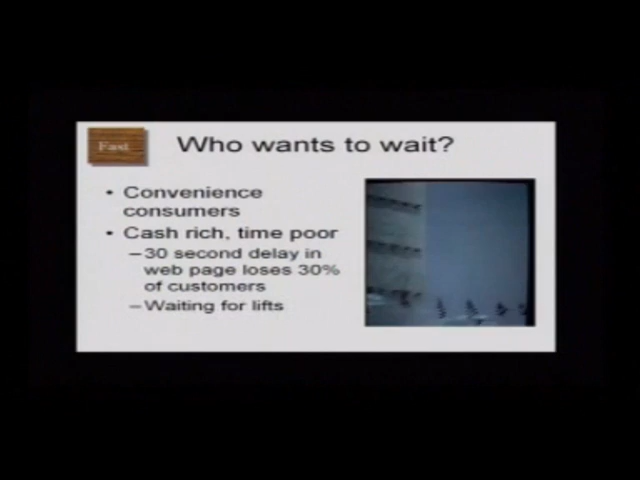 Fast
Who wants to wait?
• Convenience
consumers
• Cash rich, time poor
–30 second delay in
web page loses 30%
of customers
–Waiting for lifts